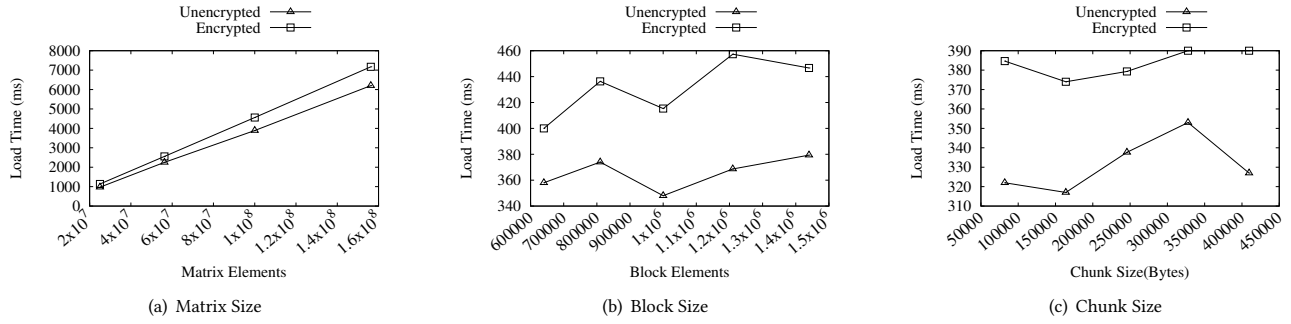 Unencrypted
Encrypted
8000
7000
6000
5000
4000
3000
2000
1000
0
Load Time (ms)
2x10^7
4x10^7
6x10^7
8x10^7
1x10^8
1.2x10^8
1.4x10^8
1.6x10^8
Matrix Elements
(a) Matrix Size
Unencrypted
Encrypted
460
440
420
400
380
360
340
Load Time (ms)
600000
700000
800000
900000
1x10^6
1.1x10^6
1.2x10^6
1.3x10^6
1.4x10^6
1.5x10^6
Block Elements
(b) Block Size
Unencrypted
Encrypted
390
380
370
360
350
340
330
320
310
Load Time (ms)
50000
100000
150000
200000
250000
300000
350000
400000
450000
Chunk Size(Bytes)
(c) Chunk Size